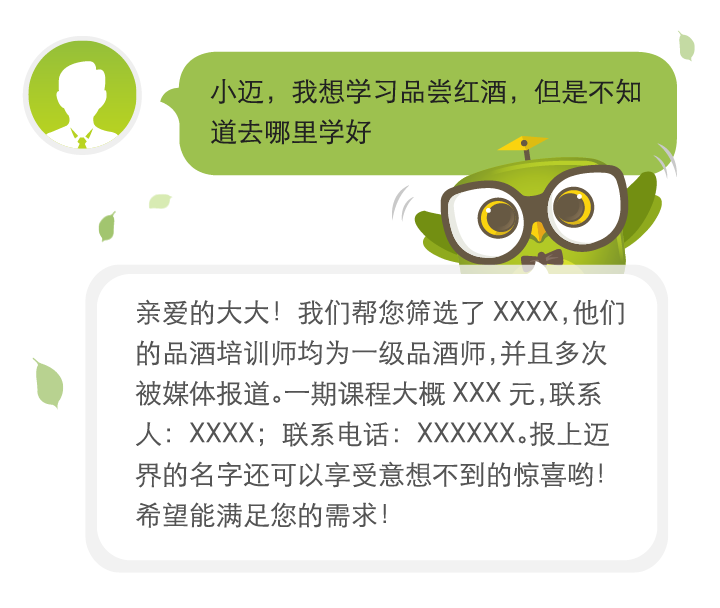 小迈，我想学习品尝红酒，但是不知
道去哪里学好
亲爱的大大！我们帮您筛选了 XXXX,他们
的品酒培训师均为一级品酒师,并且多次
被媒体报道。一期课程大概 XXX 元,联系
人：XXXX；联系电话：XXXXXX。报上迈
界的名字还可以享受意想不到的惊喜哟！
希望能满足您的需求！